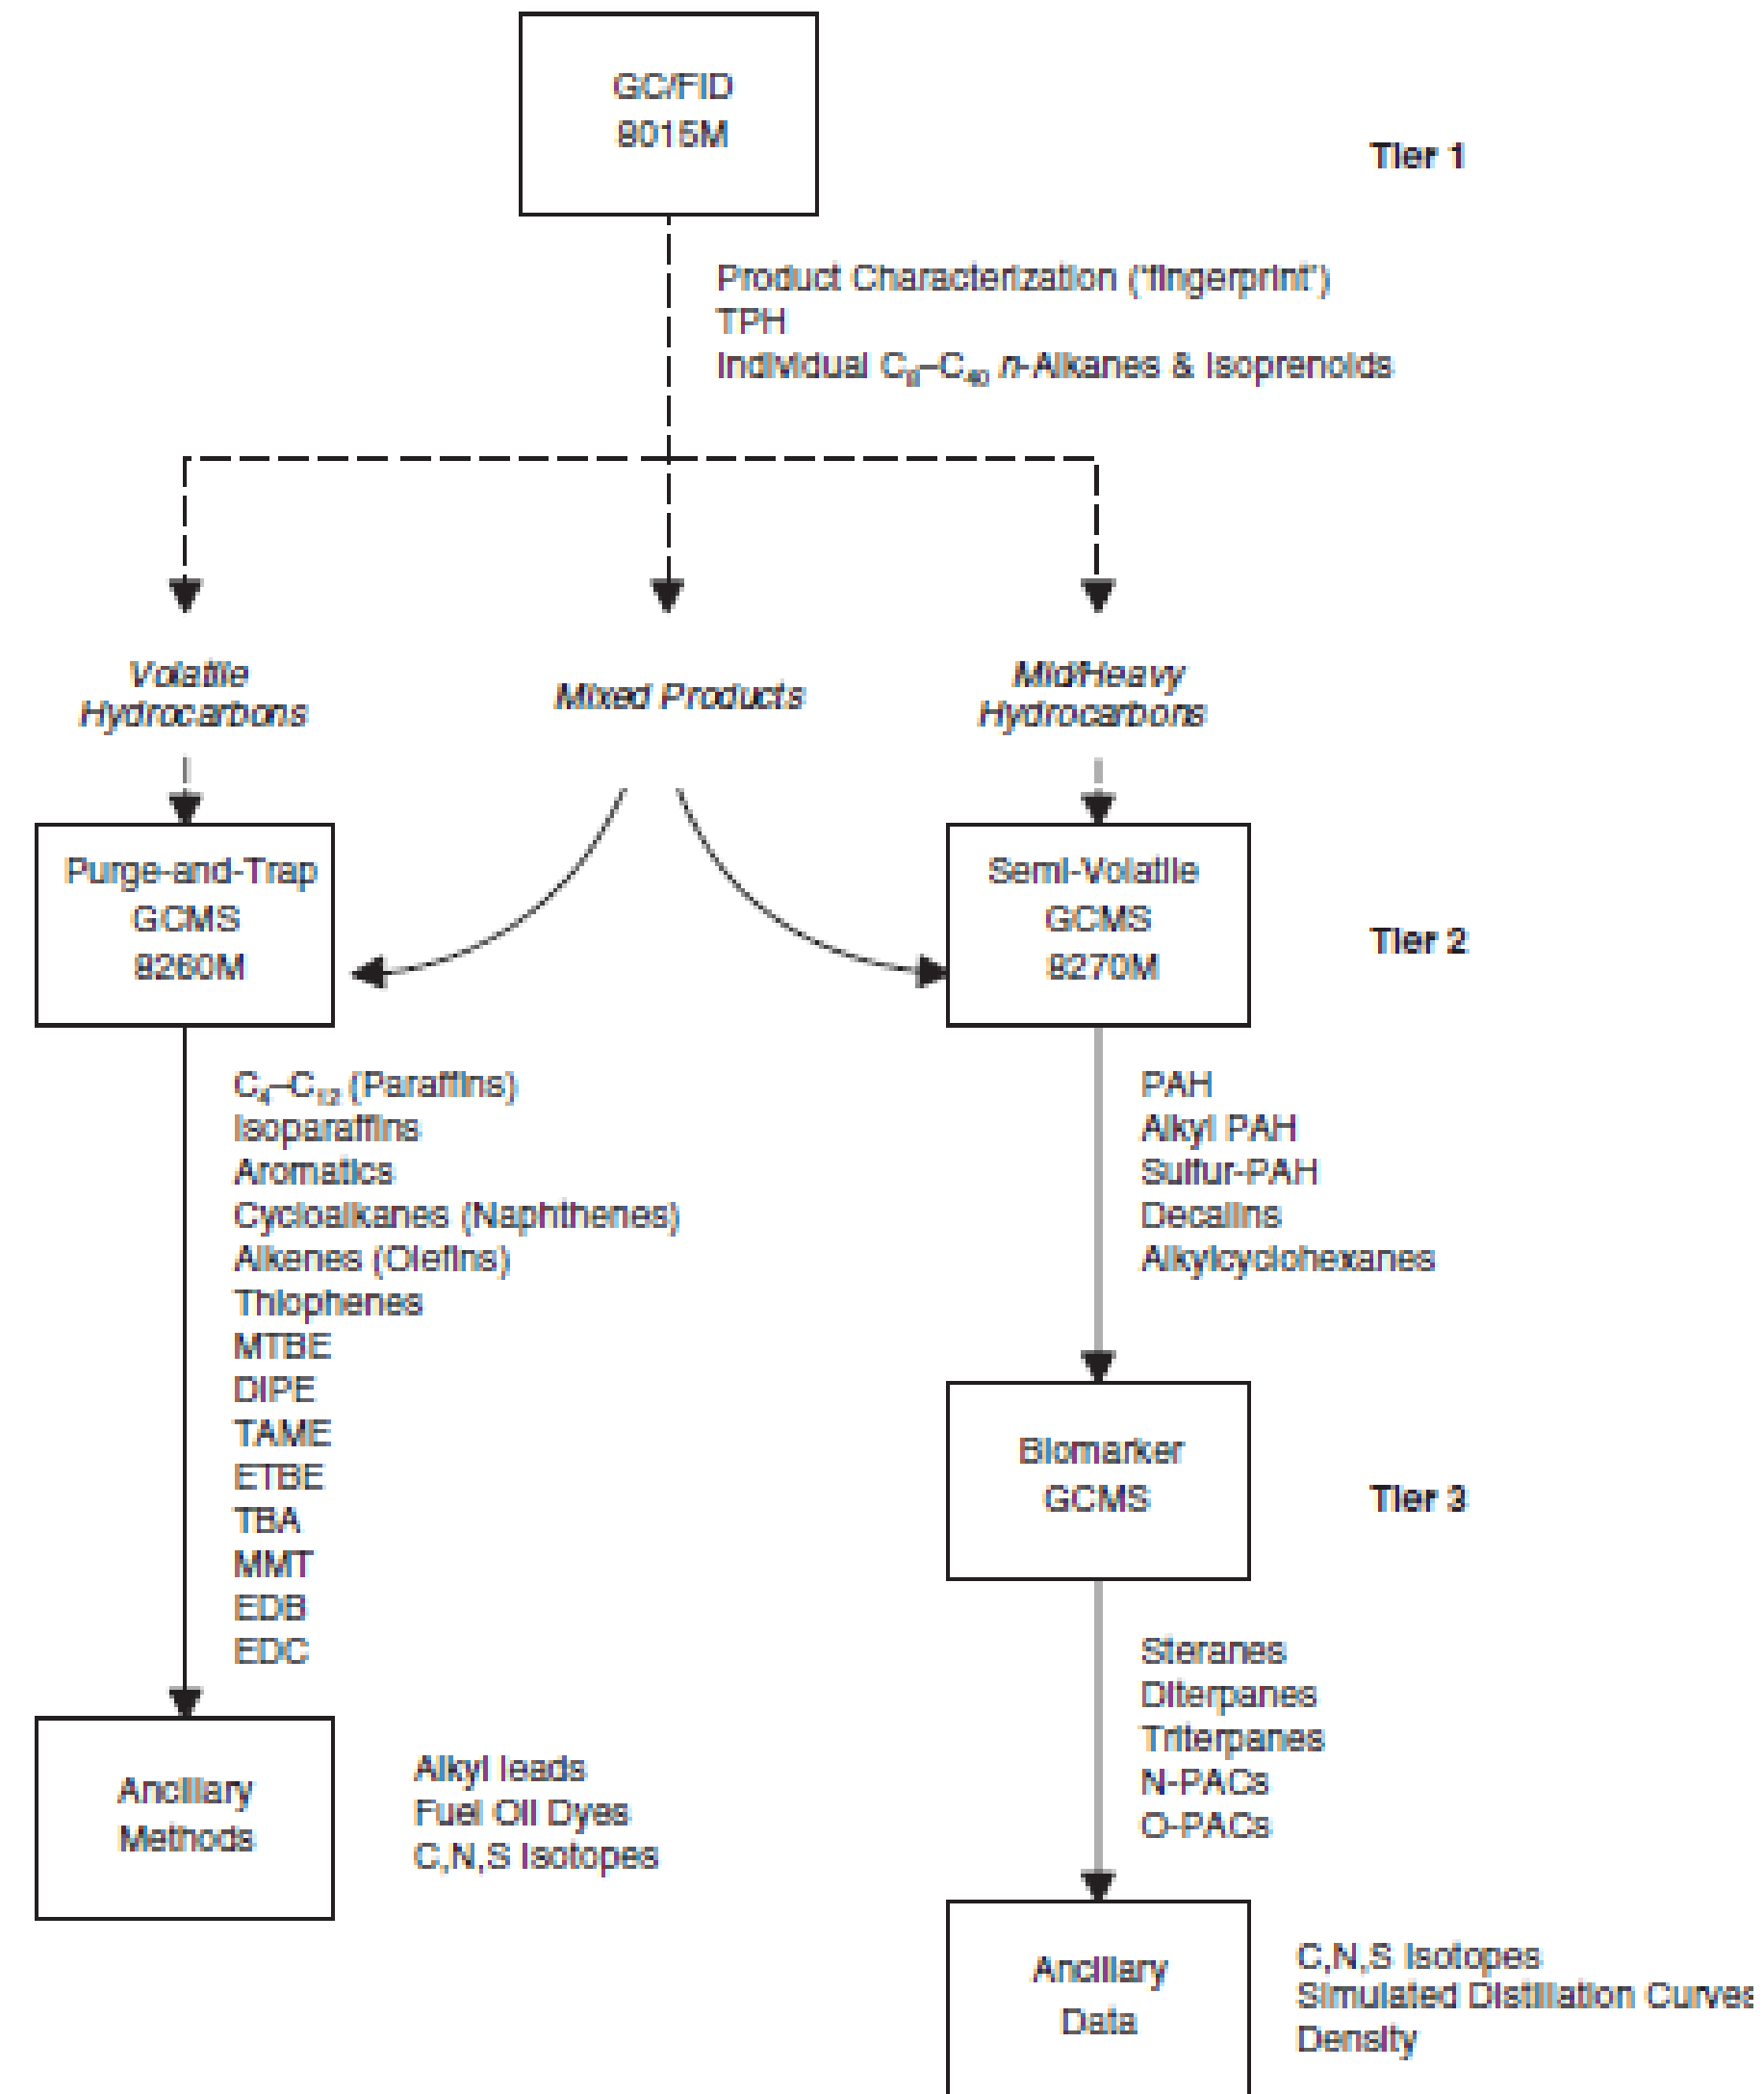 GC/FID
8015M
Tier 1
Product Characterization ("fingerprint")
TPH
Individual C₈–C₄₀ n-Alkanes & Isoprenoids
Volatile
Hydrocarbons
Mixed Products
Mid/Heavy
Hydrocarbons
Purge-and-Trap
GCMS
8260M
Semi-Volatile
GCMS
8270M
Tier 2
C₄–C₁₂ (Paraffins)
Isoparaffins
Aromatics
Cycloalkanes (Naphthenes)
Alkenes (Olefins)
Thiophenes
MTBE
DIPE
TAME
ETBE
TBA
MMT
EDB
EDC
PAH
Alkyl PAH
Sulfur-PAH
Decalins
Alkylcyclohexanes
Biomarker
GCMS
Tier 3
Steranes
Diterpanes
Triterpanes
N-PACs
O-PACs
Ancillary
Methods
Alkyl leads
Fuel Oil Dyes
C,N,S Isotopes
Ancillary
Data
C,N,S Isotopes
Simulated Distillation Curves
Density